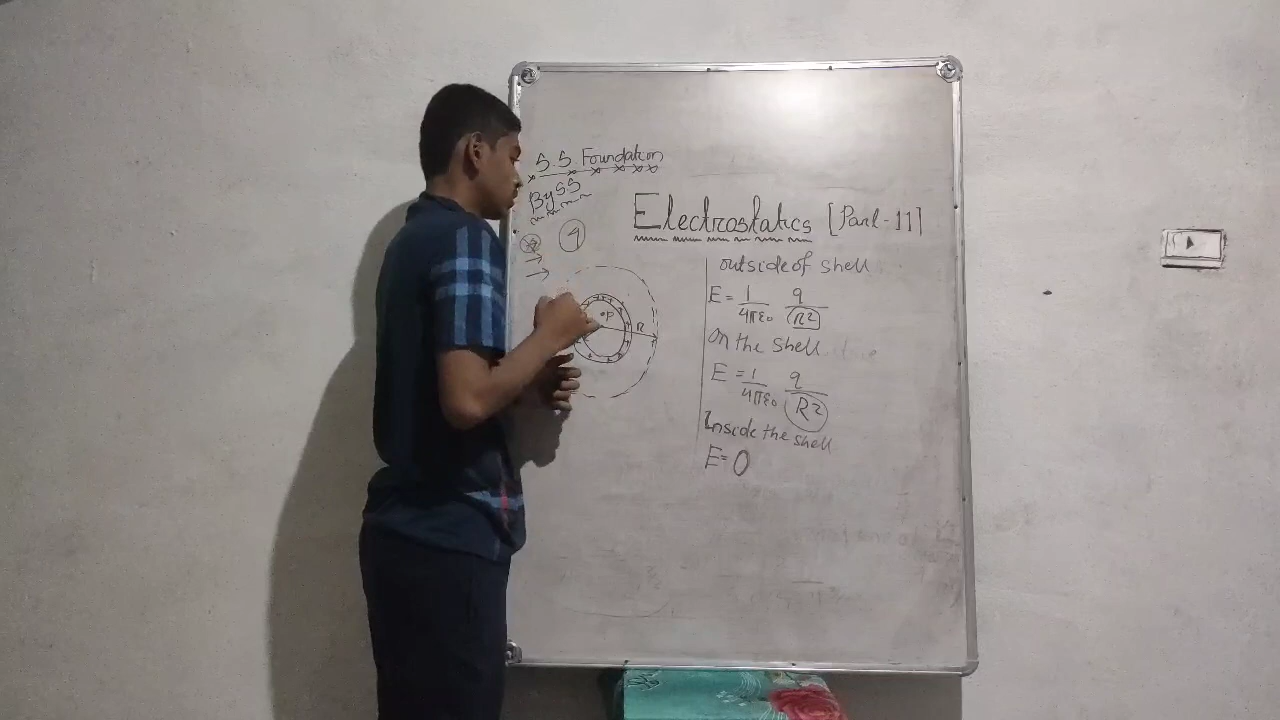 S.S. Foundation
By SS
Electrostatics [Part-11]
1
outside of shell
E = 1/4πε₀ q/R²
on the shell
E = 1/4πε₀ q/R²
Inside the shell
E = 0
P
R